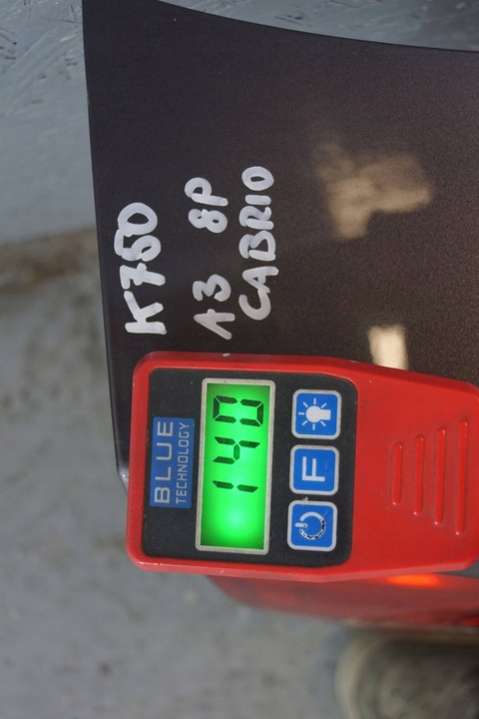 K750
A3 8P
CABRIO
BLUE
TECHNOLOGY
140
F